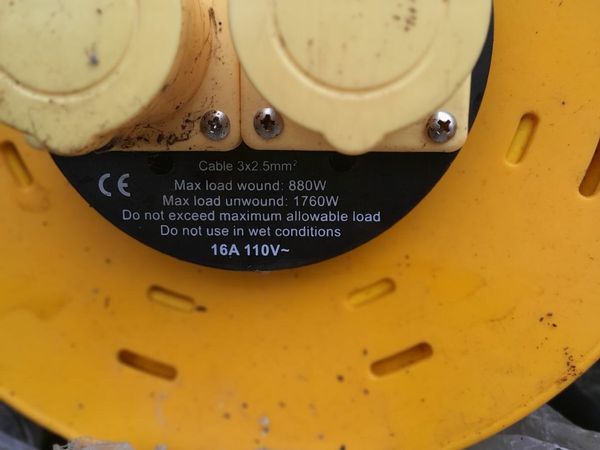 Cable 3x2.5mm²
CE
Max load wound: 880W
Max load unwound: 1760W
Do not exceed maximum allowable load
Do not use in wet conditions
16A 110V~